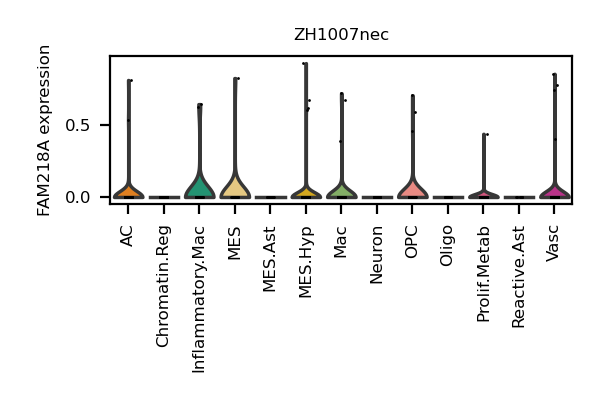 ZH1007nec
FAM218A expression
0.5
0.0
AC
Chromatin.Reg
Inflammatory.Mac
MES
MES.Ast
MES.Hyp
Mac
Neuron
OPC
Oligo
Prolif.Metab
Reactive.Ast
Vasc